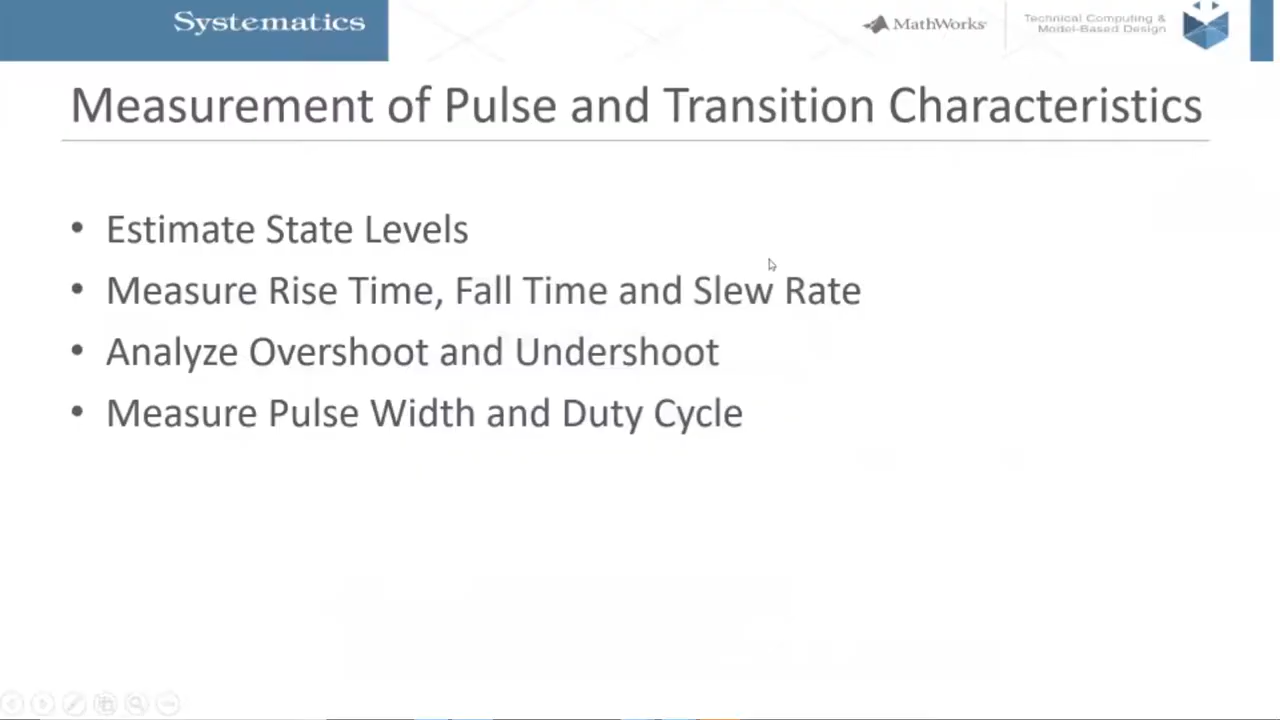 Systematics
MathWorks
Technical Computing &
Model-Based Design
Measurement of Pulse and Transition Characteristics
• Estimate State Levels
• Measure Rise Time, Fall Time and Slew Rate
• Analyze Overshoot and Undershoot
• Measure Pulse Width and Duty Cycle